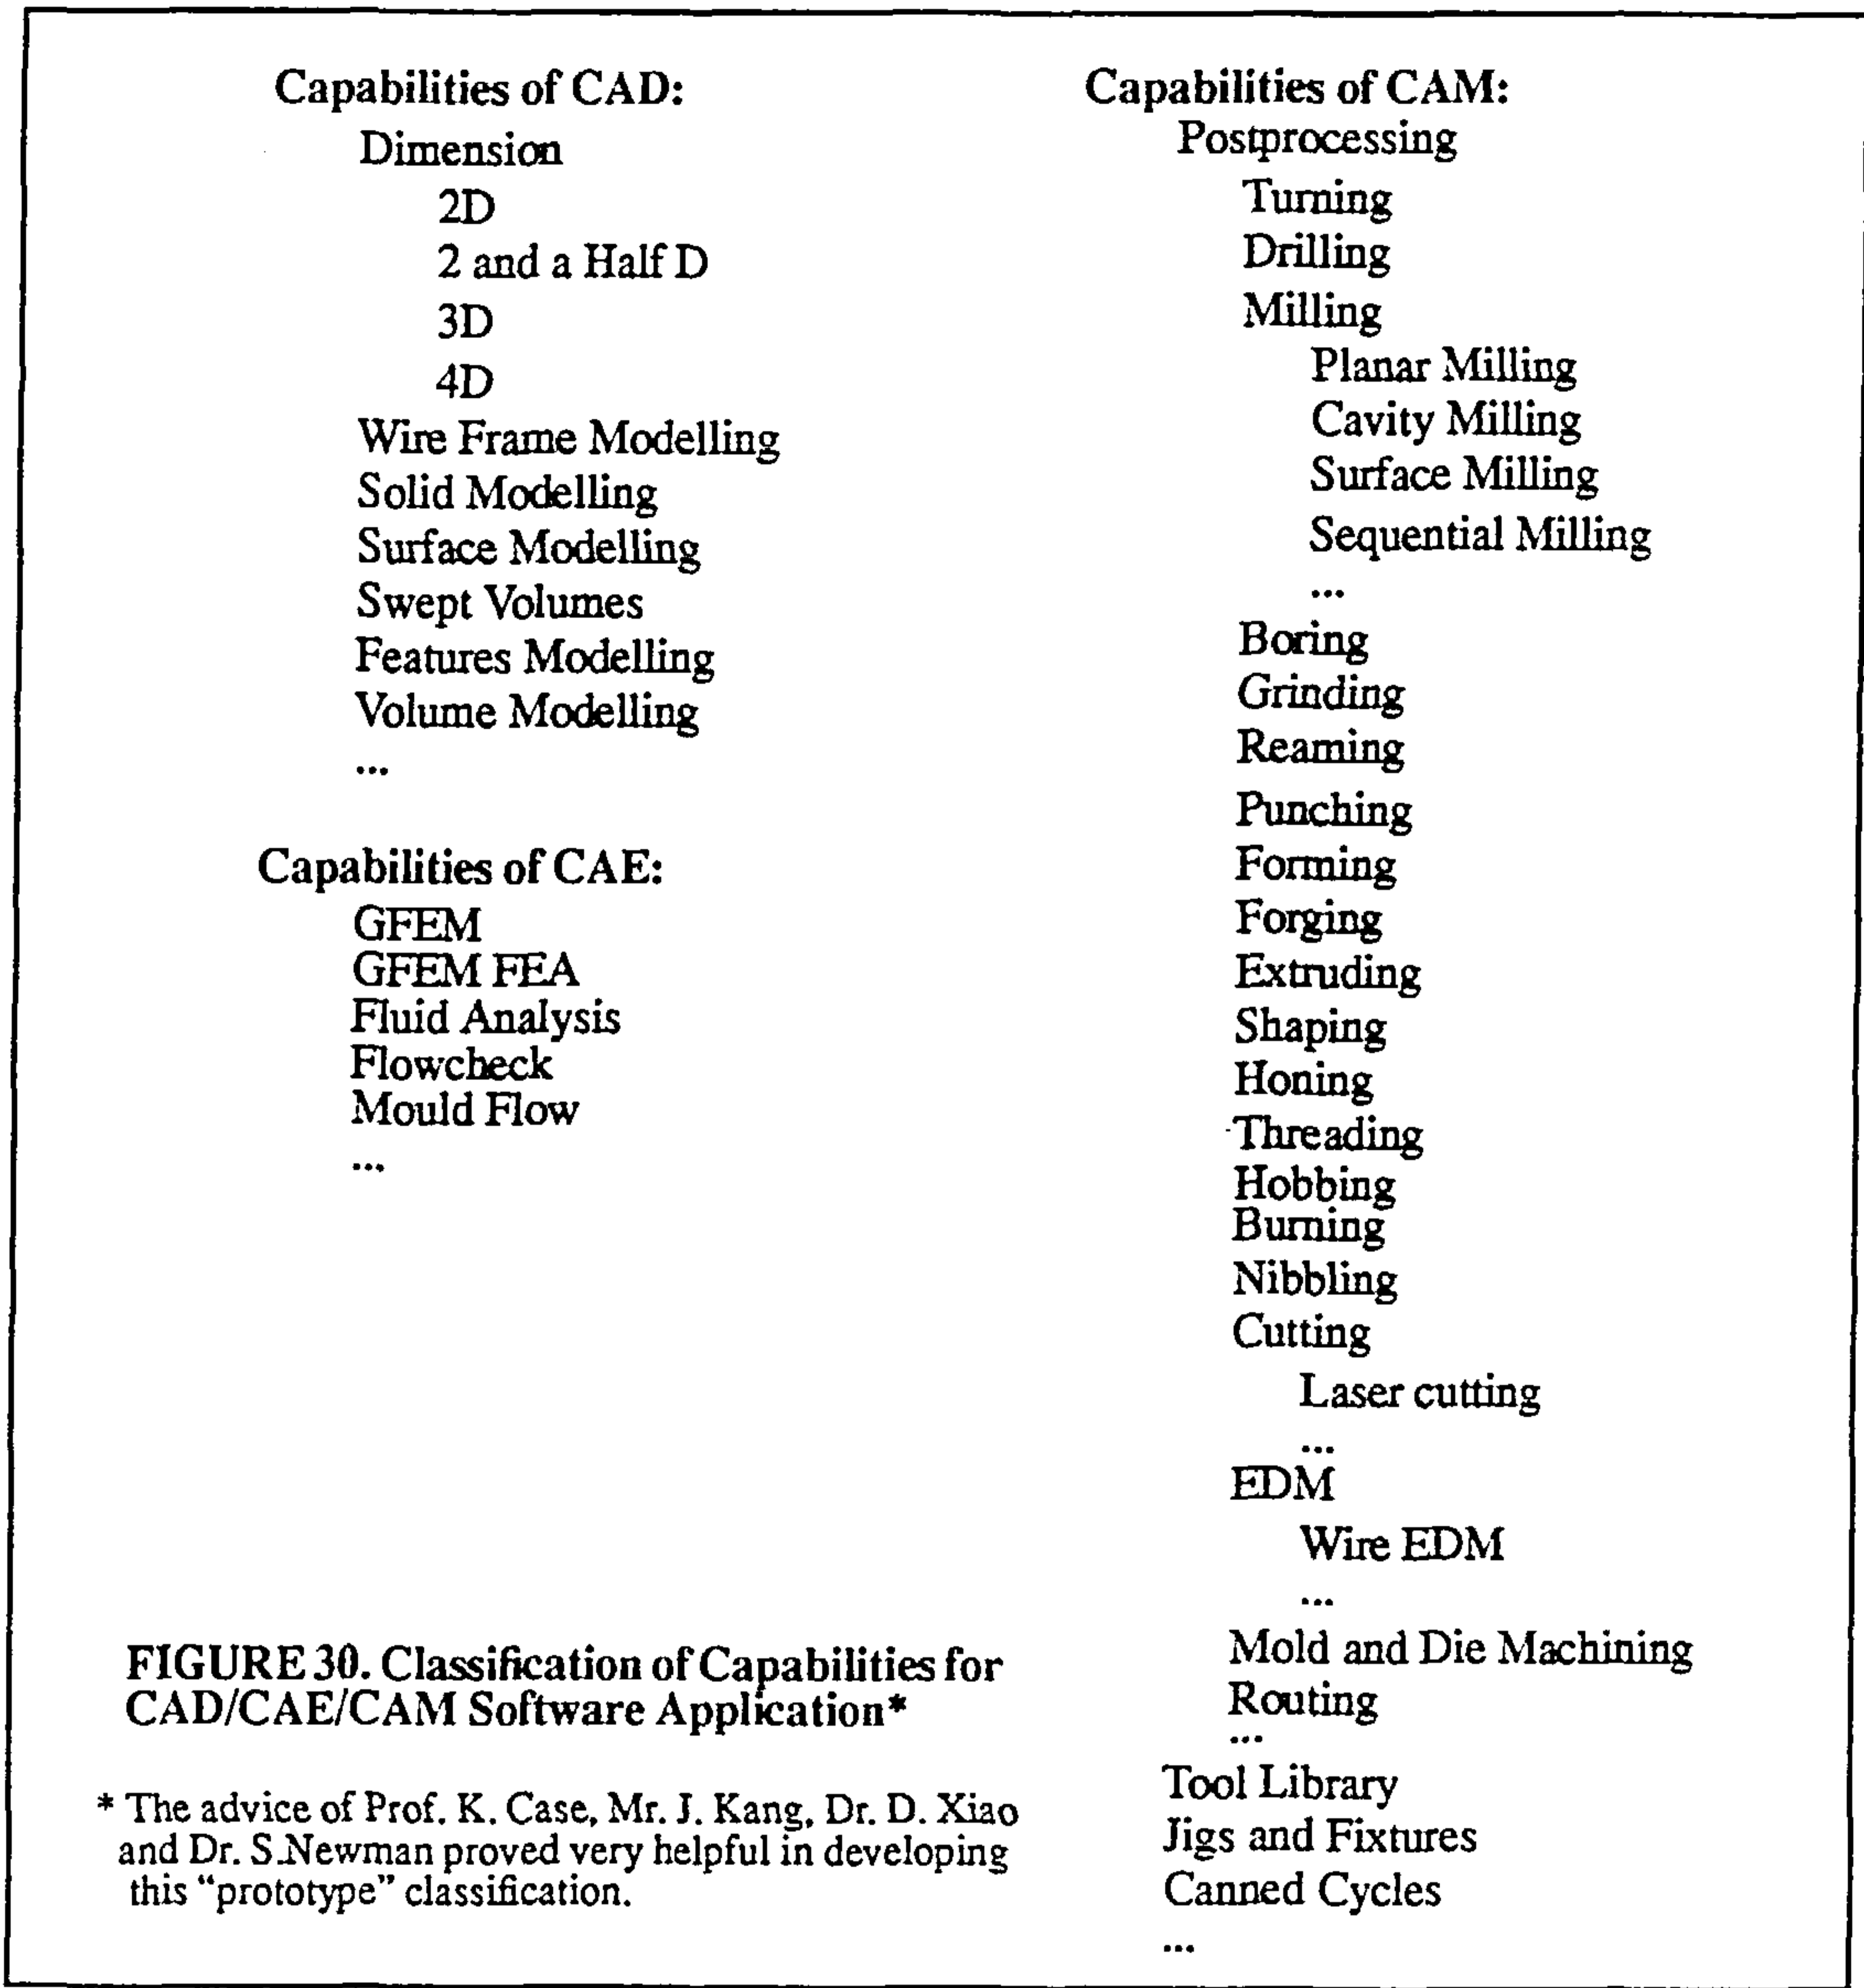 Capabilities of CAD:
Dimension
2D
2 and a Half D
3D
4D
Wire Frame Modelling
Solid Modelling
Surface Modelling
Swept Volumes
Features Modelling
Volume Modelling
...
Capabilities of CAE:
GFEM
GFEM FEA
Fluid Analysis
Flowcheck
Mould Flow
...
Capabilities of CAM:
Postprocessing
Turning
Drilling
Milling
Planar Milling
Cavity Milling
Surface Milling
Sequential Milling
...
Boring
Grinding
Reaming
Punching
Forming
Forging
Extruding
Shaping
Honing
Threading
Hobbing
Burning
Nibbling
Cutting
Laser cutting
...
EDM
Wire EDM
...
Mold and Die Machining
Routing
...
Tool Library
Jigs and Fixtures
Canned Cycles
...
FIGURE 30. Classification of Capabilities for
CAD/CAE/CAM Software Application*
* The advice of Prof. K. Case, Mr. J. Kang, Dr. D. Xiao
and Dr. S.Newman proved very helpful in developing
this “prototype” classification.